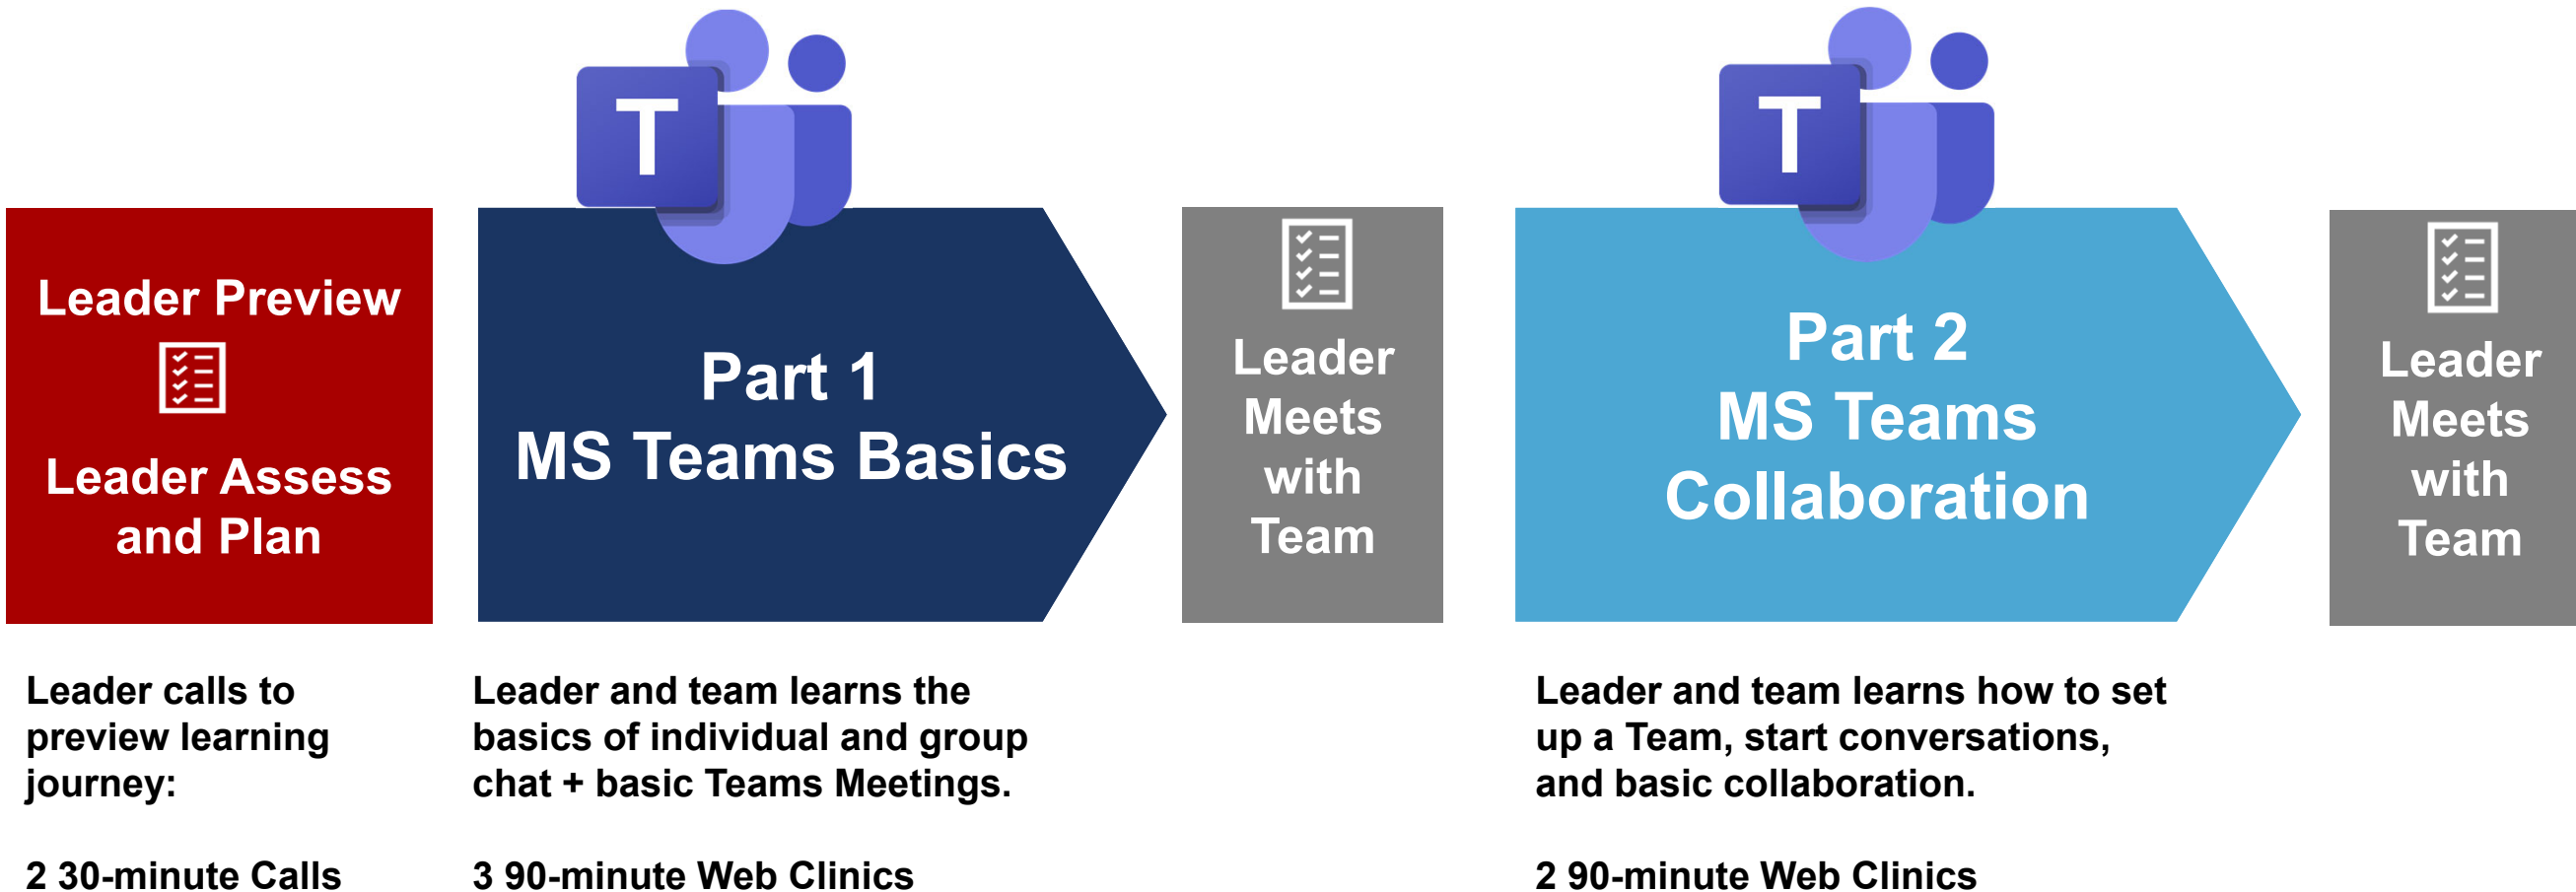 T
T
Leader Preview
Leader Assess
and Plan
Part 1
MS Teams Basics
Leader
Meets
with
Team
Part 2
MS Teams
Collaboration
Leader
Meets
with
Team
Leader calls to
preview learning
journey:
2 30-minute Calls
Leader and team learns the
basics of individual and group
chat + basic Teams Meetings.
3 90-minute Web Clinics
Leader and team learns how to set
up a Team, start conversations,
and basic collaboration.
2 90-minute Web Clinics